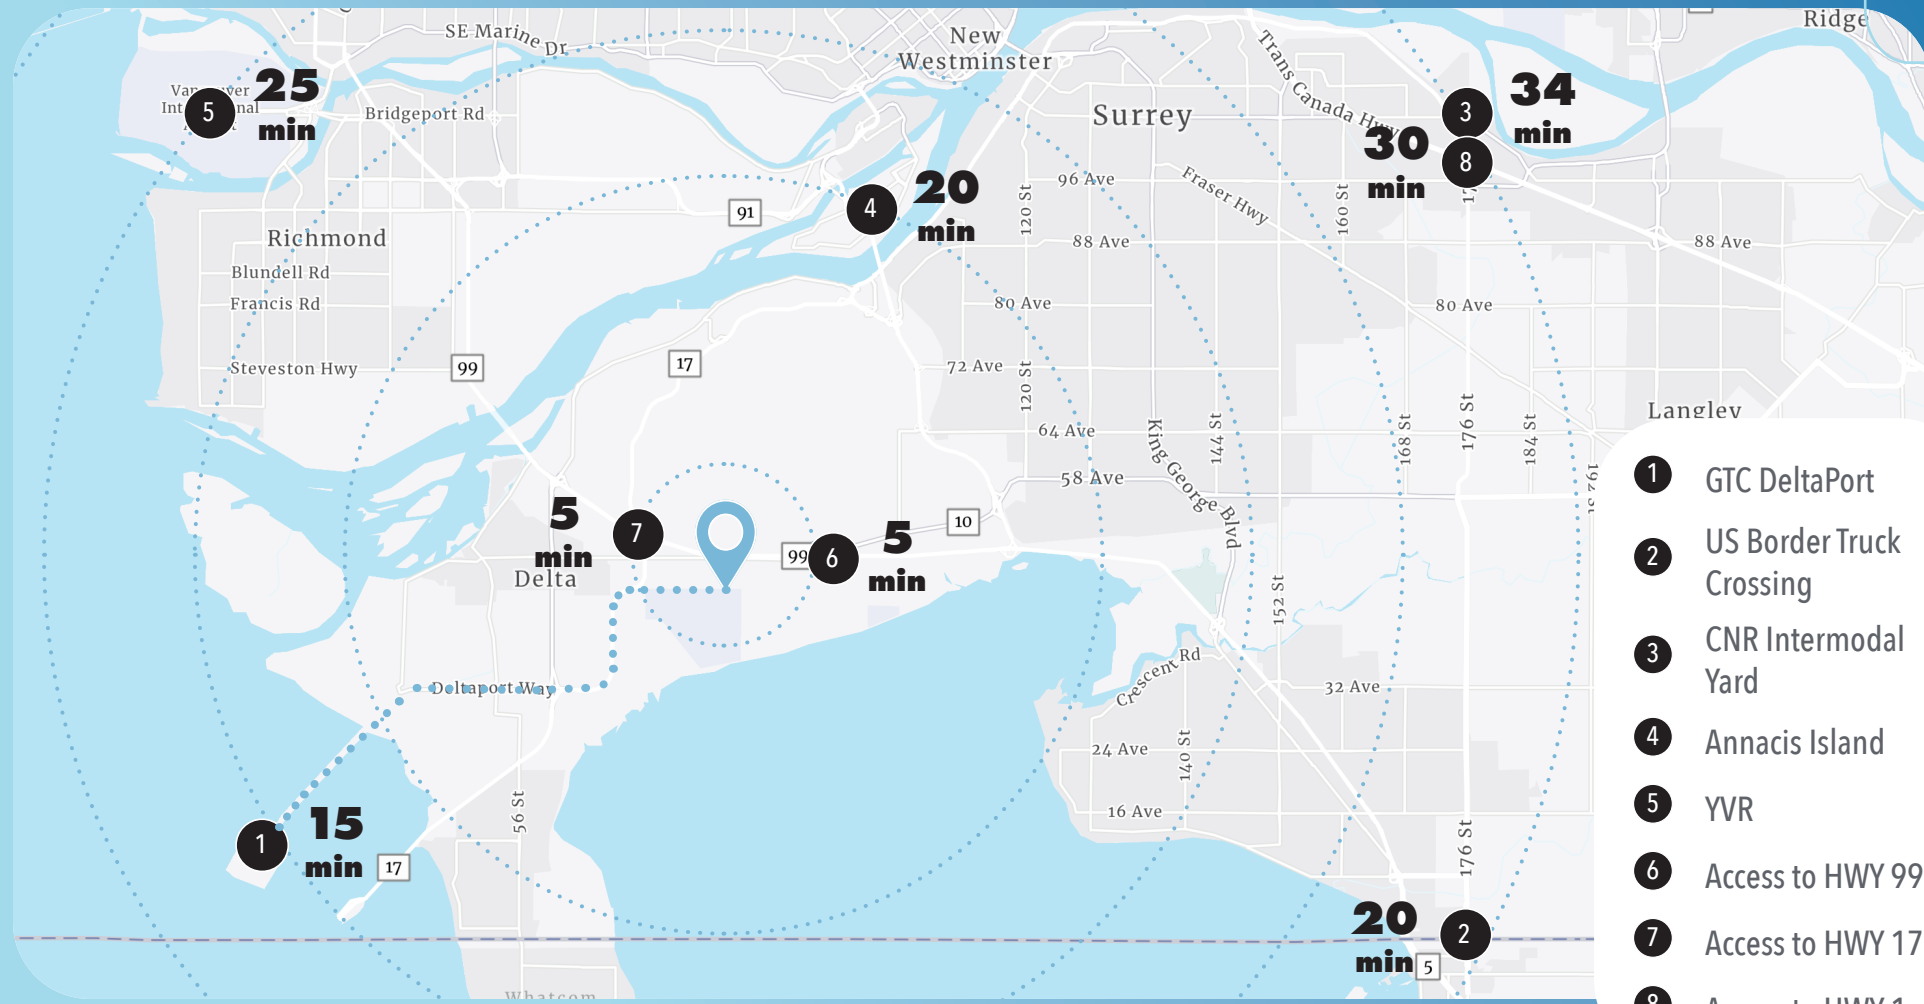 SE Marine Dr
New
Westminster
Ridge
25
min
5
Bridgeport Rd
Surrey
Trans Canada Hwy
3
34
min
30
min
8
91
4
20
min
96 Ave
Fraser Hwy
120 St
160 St
88 Ave
88 Ave
Richmond
Blundell Rd
Francis Rd
Steveston Hwy
99
17
80 Ave
80 Ave
72 Ave
120 St
64 Ave
58 Ave
King George Blvd
144 St
168 St
176 St
184 St
Langley
5
min
7
99
6
5
min
10
Delta
152 St
Deltaport Way
Crescent Rd
32 Ave
24 Ave
140 St
16 Ave
56 St
176 St
1
15
min
17
20
min
2
5
Whatcom
1 GTC DeltaPort
2 US Border Truck
Crossing
3 CNR Intermodal
Yard
4 Annacis Island
5 YVR
6 Access to HWY 99
7 Access to HWY 17
8 Access to HWY 1